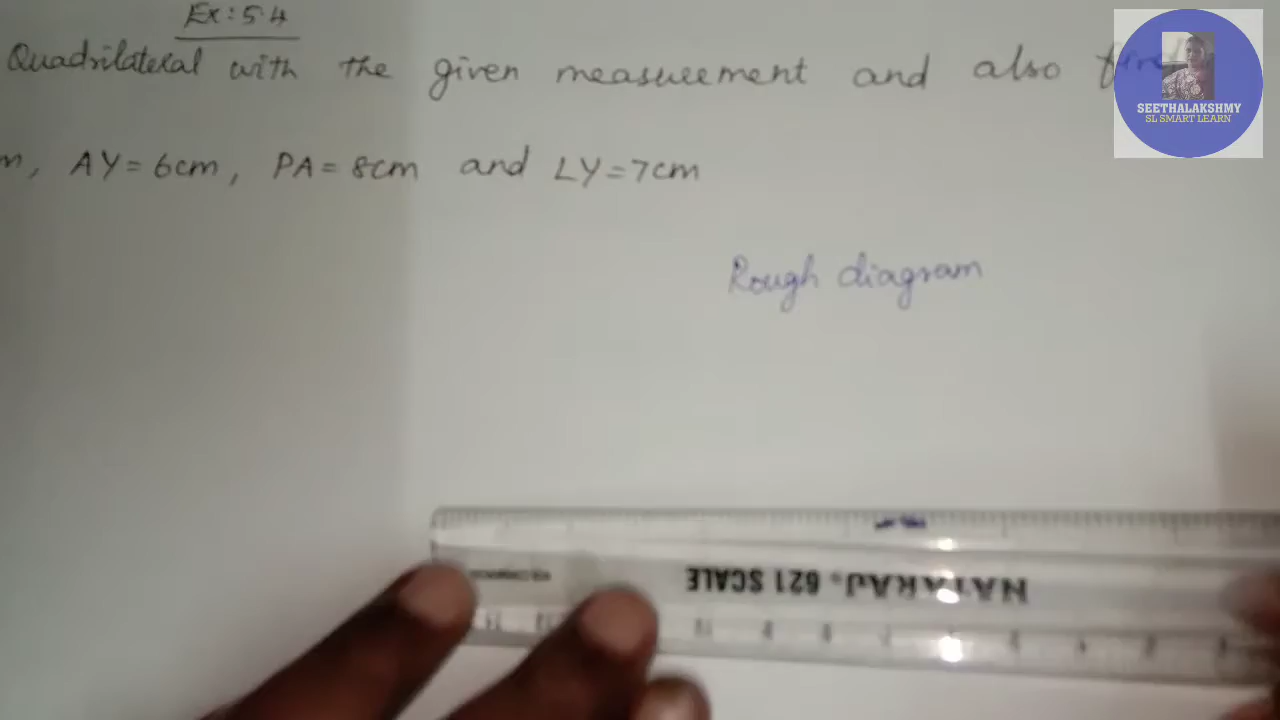 Ex: 5.4
Quadrilateral with the given measurement and also
m, AY = 6cm, PA = 8cm and LY = 7cm
Rough diagram
SEETHALAKSHMY
SL SMART LEARN
NATARAJ. 621 SCALE